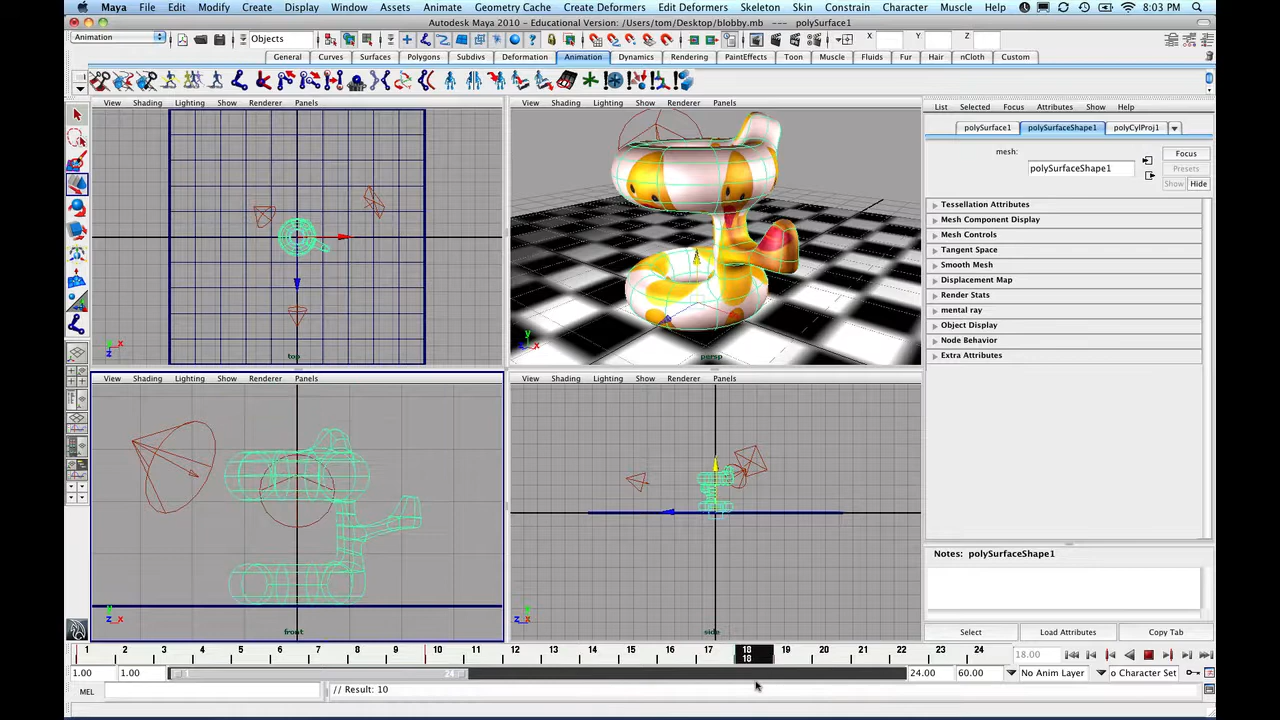 Maya File Edit Modify Create Display Window Assets Animate Geometry Cache Create Deformers Edit Deformers Skeleton Skin Constrain Character Muscle Help 8:03 PM
Autodesk Maya 2010 - Educational Version: /Users/tom/Desktop/blobby.mb --- polySurface1
Animation Objects X: Y: Z:
General Curves Surfaces Polygons Subdivs Deformation Animation Dynamics Rendering PaintEffects Toon Muscle Fluids Fur Hair nCloth Custom
View Shading Lighting Show Renderer Panels
View Shading Lighting Show Renderer Panels
List Selected Focus Attributes Show Help
polySurface1 polySurfaceShape1 polyCylProj1
mesh: polySurfaceShape1
Focus
Presets
Show Hide
Tessellation Attributes
Mesh Component Display
Mesh Controls
Tangent Space
Smooth Mesh
Displacement Map
Render Stats
mental ray
Object Display
Node Behavior
Extra Attributes
y x
z
top
y
x
persp
View Shading Lighting Show Renderer Panels
View Shading Lighting Show Renderer Panels
y
z x
front
y
z x
side
Notes: polySurfaceShape1
Select Load Attributes Copy Tab
1 2 3 4 5 6 7 8 9 10 11 12 13 14 15 16 17 18 19 20 21 22 23 24
18
18.00
1.00 1.00 1 24 24.00 60.00 No Anim Layer o Character Set
MEL // Result: 10